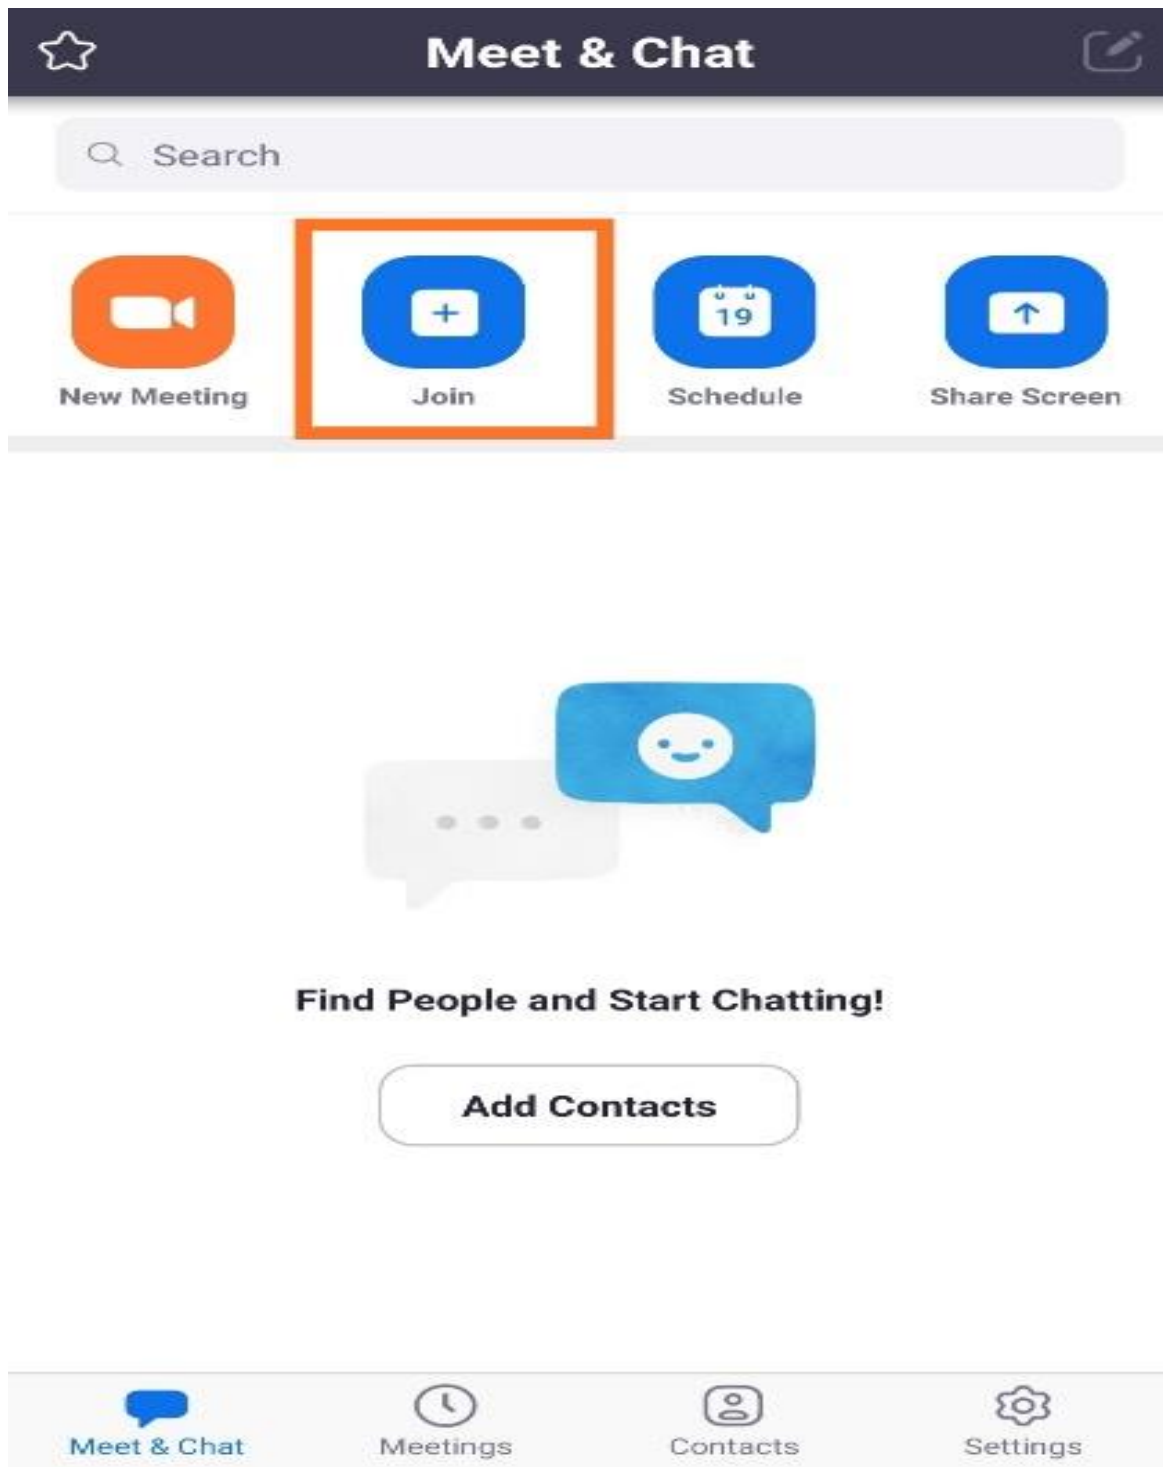 Meet & Chat
Search
New Meeting Join Schedule Share Screen
19
Find People and Start Chatting!
Add Contacts
Meet & Chat Meetings Contacts Settings